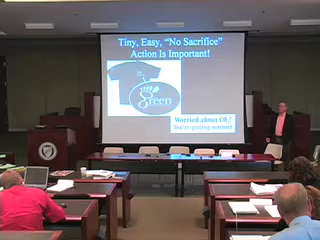 Tiny, Easy, "No Sacrifice"
Action Is Important!
green
Worried about CO₂?
You're getting warmer